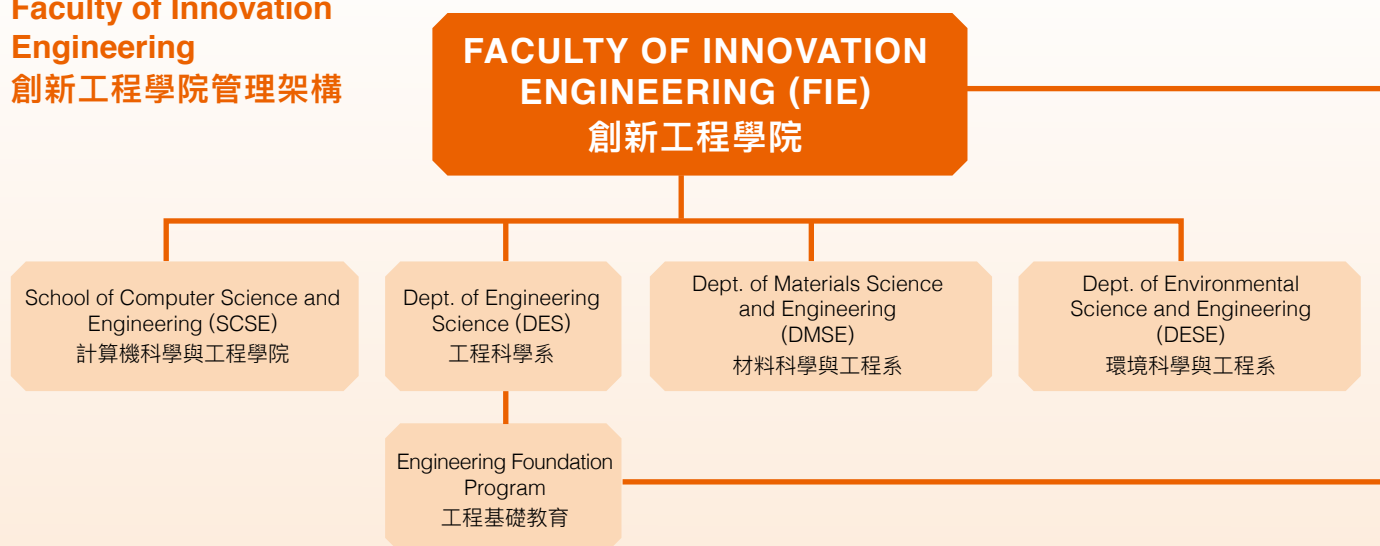 Faculty of Innovation
Engineering
創新工程學院管理架構
FACULTY OF INNOVATION
ENGINEERING (FIE)
創新工程學院
School of Computer Science and
Engineering (SCSE)
計算機科學與工程學院
Dept. of Engineering
Science (DES)
工程科學系
Dept. of Materials Science
and Engineering
(DMSE)
材料科學與工程系
Dept. of Environmental
Science and Engineering
(DESE)
環境科學與工程系
Engineering Foundation
Program
工程基礎教育